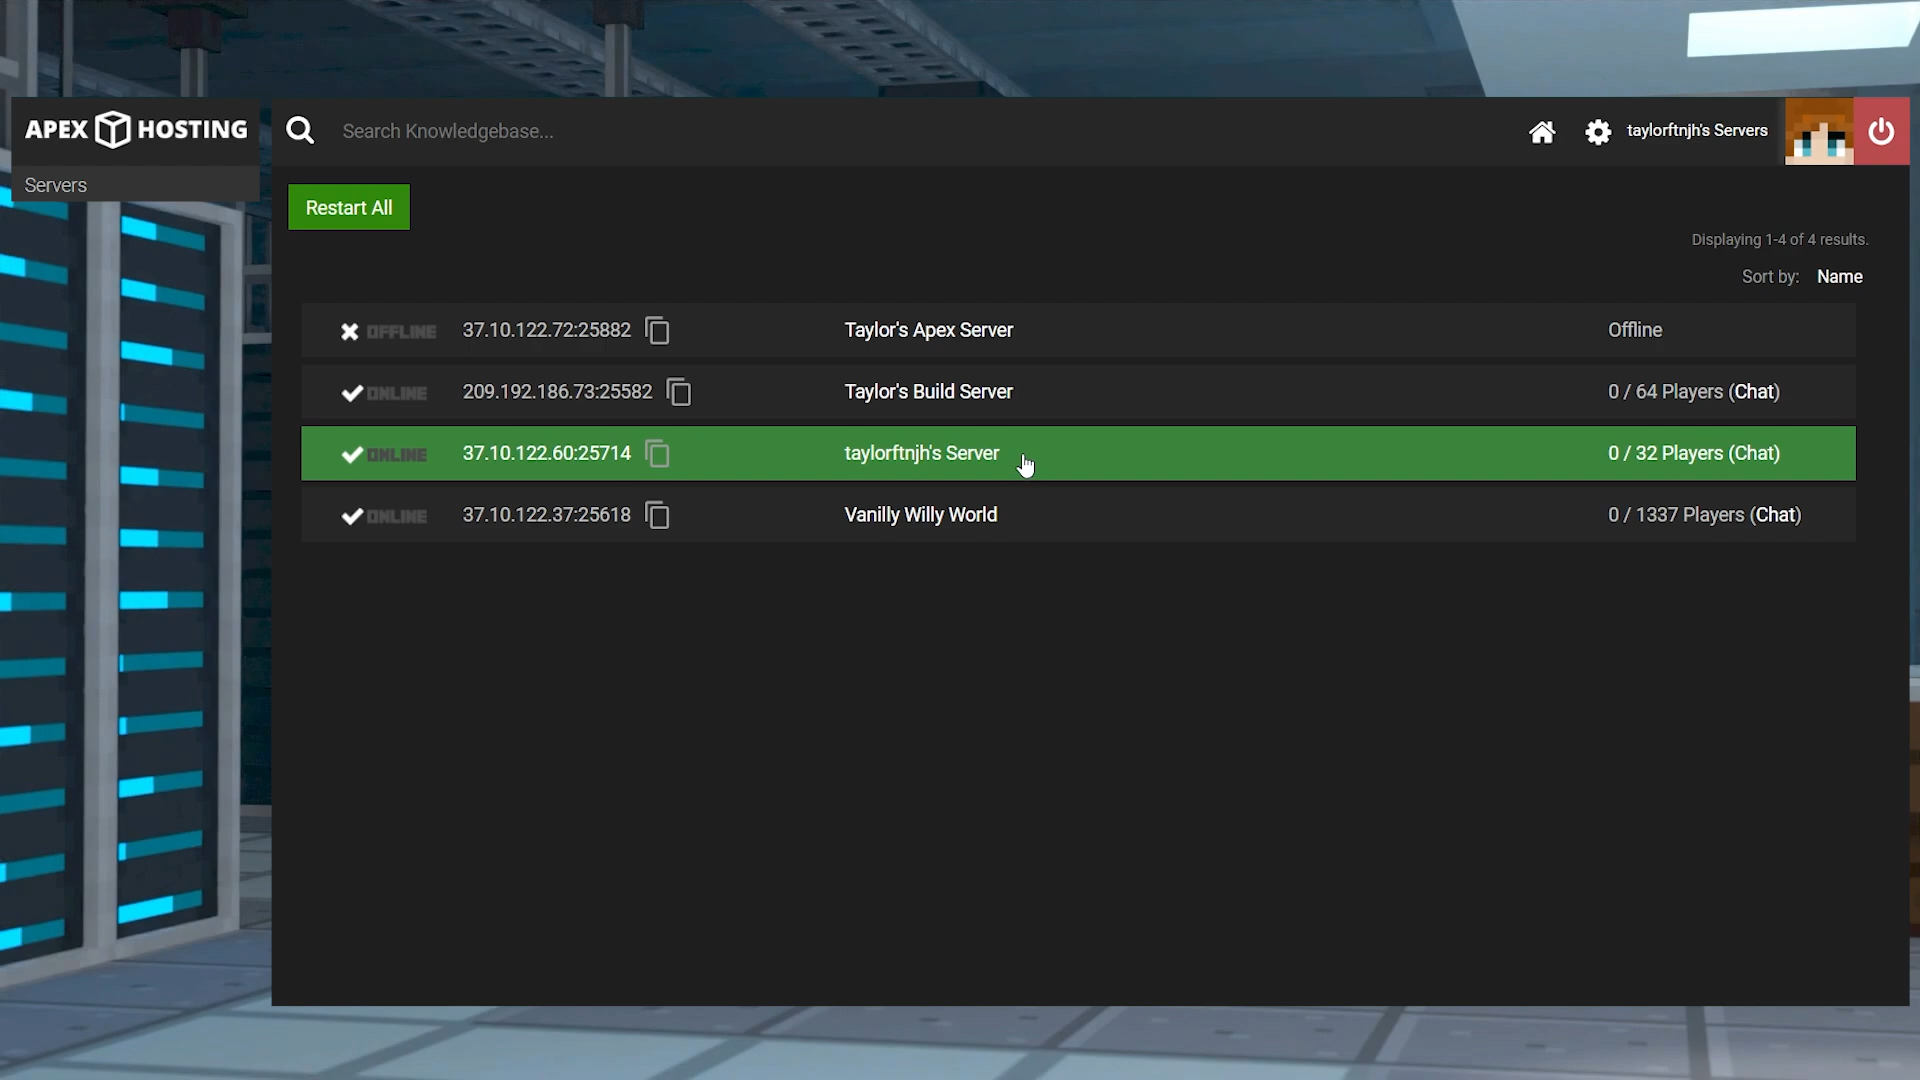 APEX HOSTING
Search Knowledgebase...
taylorftnjh's Servers
Servers
Restart All
Displaying 1-4 of 4 results.
Sort by: Name
OFFLINE 37.10.122.72:25882 Taylor's Apex Server Offline
ONLINE 209.192.186.73:25582 Taylor's Build Server 0 / 64 Players (Chat)
ONLINE 37.10.122.60:25714 taylorftnjh's Server 0 / 32 Players (Chat)
ONLINE 37.10.122.37:25618 Vanilly Willy World 0 / 1337 Players (Chat)